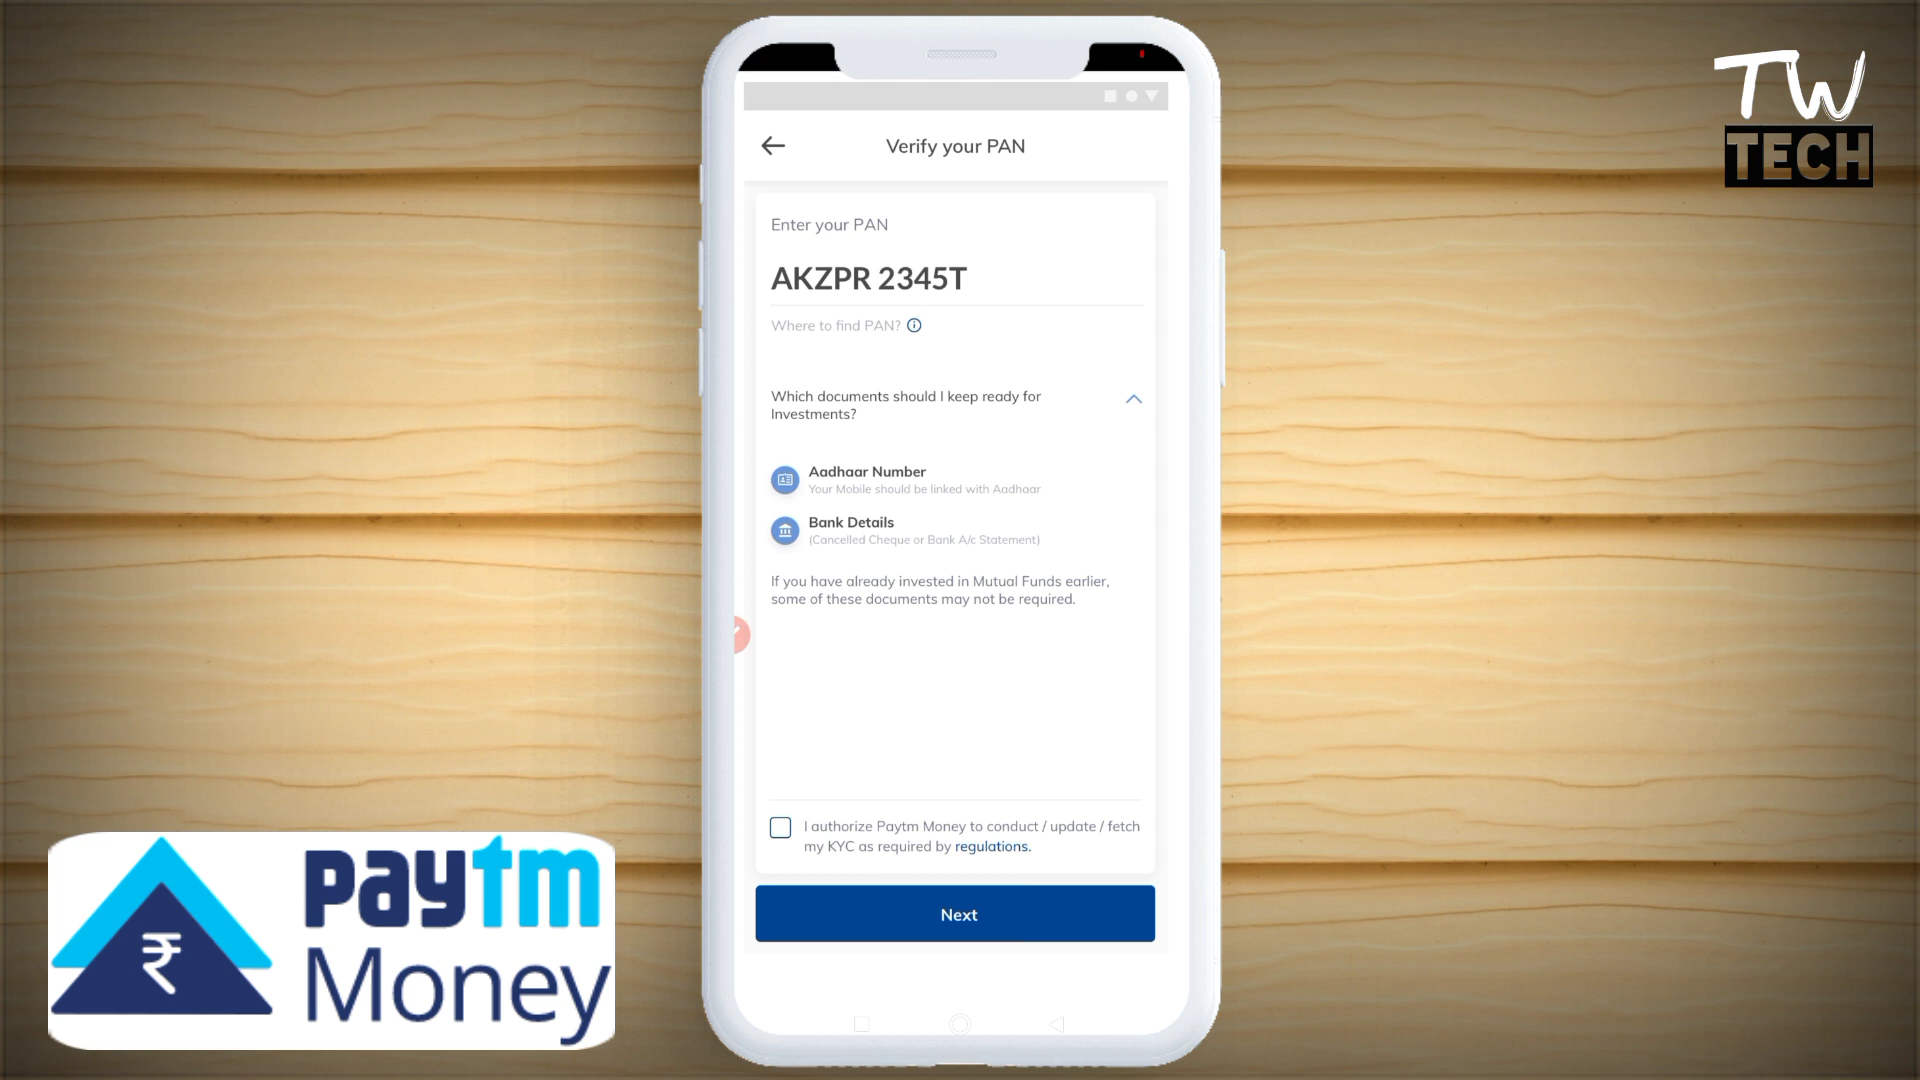 TW
TECH
Verify your PAN
Enter your PAN
AKZPR 2345T
Where to find PAN?
Which documents should I keep ready for
Investments?
Aadhaar Number
Your Mobile should be linked with Aadhaar
Bank Details
(Cancelled Cheque or Bank A/c Statement)
If you have already invested in Mutual Funds earlier,
some of these documents may not be required.
I authorize Paytm Money to conduct / update / fetch
my KYC as required by regulations.
Next
₹
paytm
Money